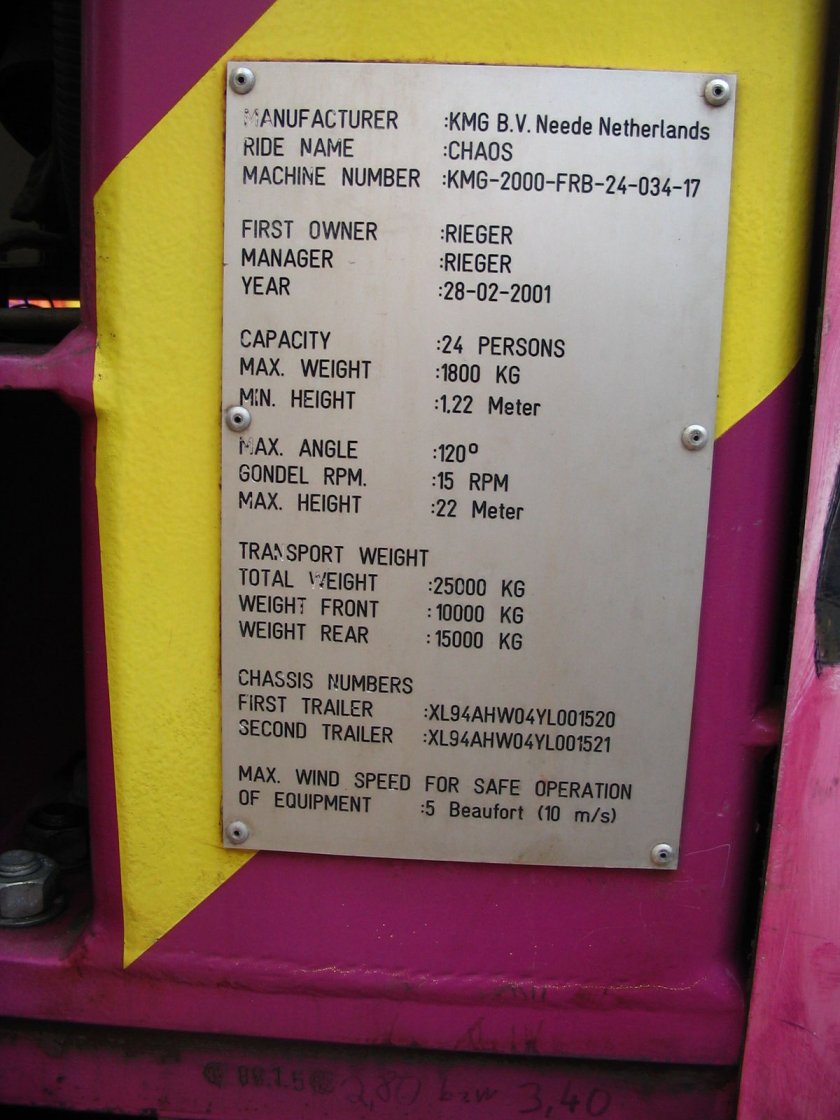 MANUFACTURER :KMG B.V. Neede Netherlands
RIDE NAME :CHAOS
MACHINE NUMBER :KMG-2000-FRB-24-034-17
FIRST OWNER :RIEGER
MANAGER :RIEGER
YEAR :28-02-2001
CAPACITY :24 PERSONS
MAX. WEIGHT :1800 KG
MIN. HEIGHT :1,22 Meter
MAX. ANGLE :120°
GONDEL RPM. :15 RPM
MAX. HEIGHT :22 Meter
TRANSPORT WEIGHT
TOTAL WEIGHT :25000 KG
WEIGHT FRONT :10000 KG
WEIGHT REAR :15000 KG
CHASSIS NUMBERS
FIRST TRAILER :XL94AHW04YL001520
SECOND TRAILER :XL94AHW04YL001521
MAX. WIND SPEED FOR SAFE OPERATION
OF EQUIPMENT :5 Beaufort (10 m/s)
2,80 bzw 3,40